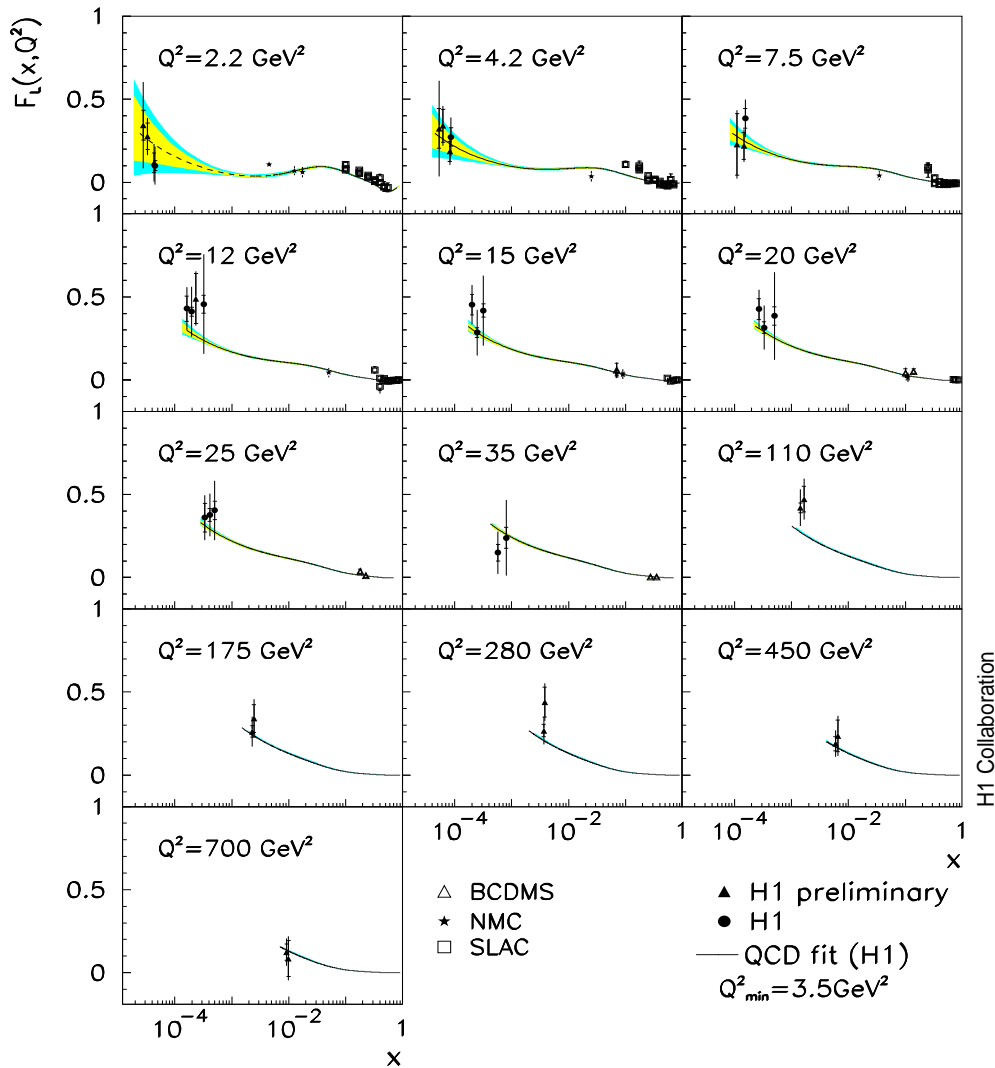 F_L(x,Q²)
1
Q²=2.2 GeV²
Q²=4.2 GeV²
Q²=7.5 GeV²
0.5
0
1
Q²=12 GeV²
Q²=15 GeV²
Q²=20 GeV²
0.5
0
1
Q²=25 GeV²
Q²=35 GeV²
Q²=110 GeV²
0.5
0
1
Q²=175 GeV²
Q²=280 GeV²
Q²=450 GeV²
0.5
0
H1 Collaboration
1
10⁻⁴ 10⁻² 1
10⁻⁴ 10⁻² 1
x
Q²=700 GeV²
0.5
0
10⁻⁴ 10⁻² 1
x
BCDMS
NMC
SLAC
H1 preliminary
H1
QCD fit (H1)
Q²min=3.5GeV²